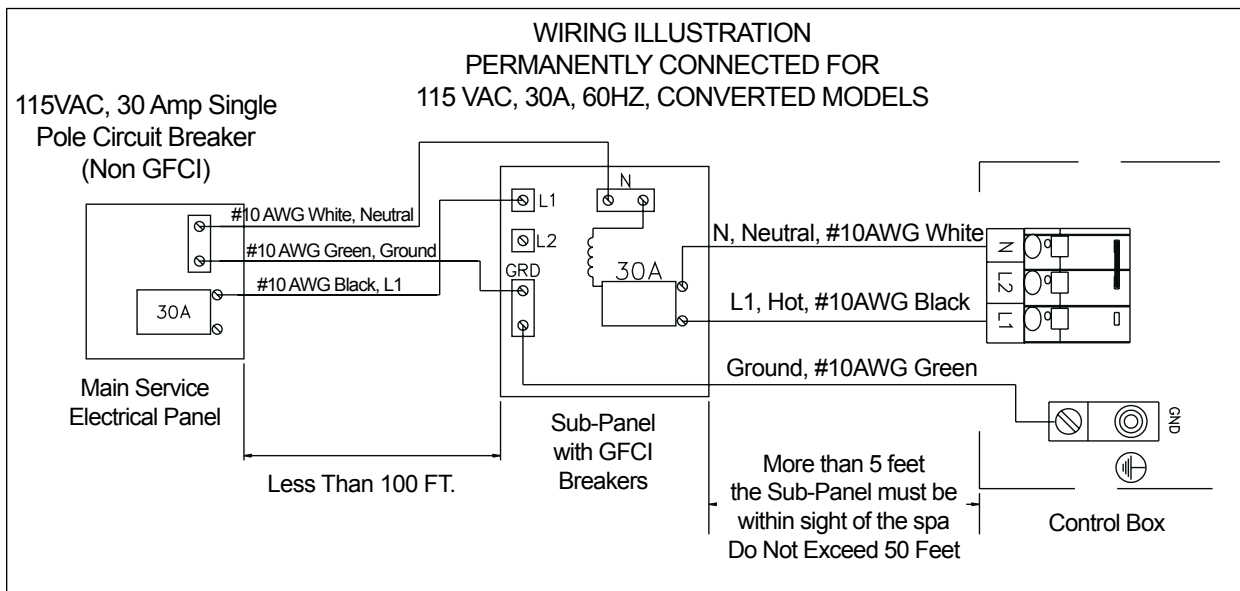 WIRING ILLUSTRATION
PERMANENTLY CONNECTED FOR
115 VAC, 30A, 60HZ, CONVERTED MODELS
115VAC, 30 Amp Single
Pole Circuit Breaker
(Non GFCI)
#10 AWG White, Neutral
#10 AWG Green, Ground
#10 AWG Black, L1
30A
Main Service
Electrical Panel
Less Than 100 FT.
N
L1
L2
GRD
30A
Sub-Panel
with GFCI
Breakers
N, Neutral, #10AWG White
L1, Hot, #10AWG Black
Ground, #10AWG Green
More than 5 feet
the Sub-Panel must be
within sight of the spa
Do Not Exceed 50 Feet
N
L2
L1
GND
Control Box